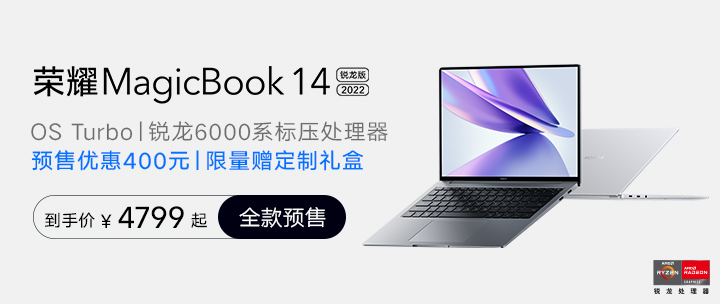 荣耀MagicBook 14 锐龙版 2022
OS Turbo|锐龙6000系标压处理器
预售优惠400元|限量赠定制礼盒
到手价 ¥ 4799 起 全款预售
AMD
RYZEN
AMD
RADEON
GRAPHICS
锐龙处理器